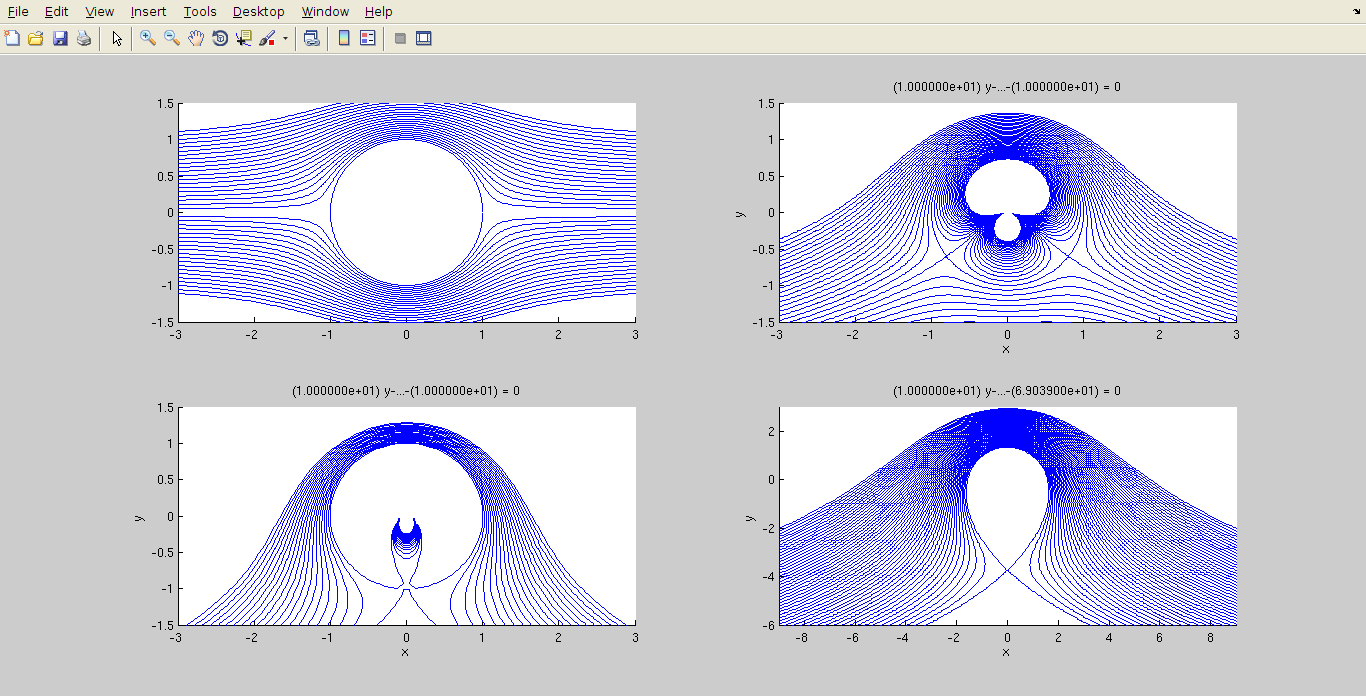 File Edit View Insert Tools Desktop Window Help
1.5
1
0.5
0
-0.5
-1
-1.5
-3 -2 -1 0 1 2 3
(1.000000e+01) y-...-(1.000000e+01) = 0
1.5
1
0.5
0
-0.5
-1
-1.5
y
-3 -2 -1 0 1 2 3
x
(1.000000e+01) y-...-(1.000000e+01) = 0
1.5
1
0.5
0
-0.5
-1
-1.5
y
-3 -2 -1 0 1 2 3
x
(1.000000e+01) y-...-(6.903900e+01) = 0
2
0
-2
-4
-6
y
-8 -6 -4 -2 0 2 4 6 8
x